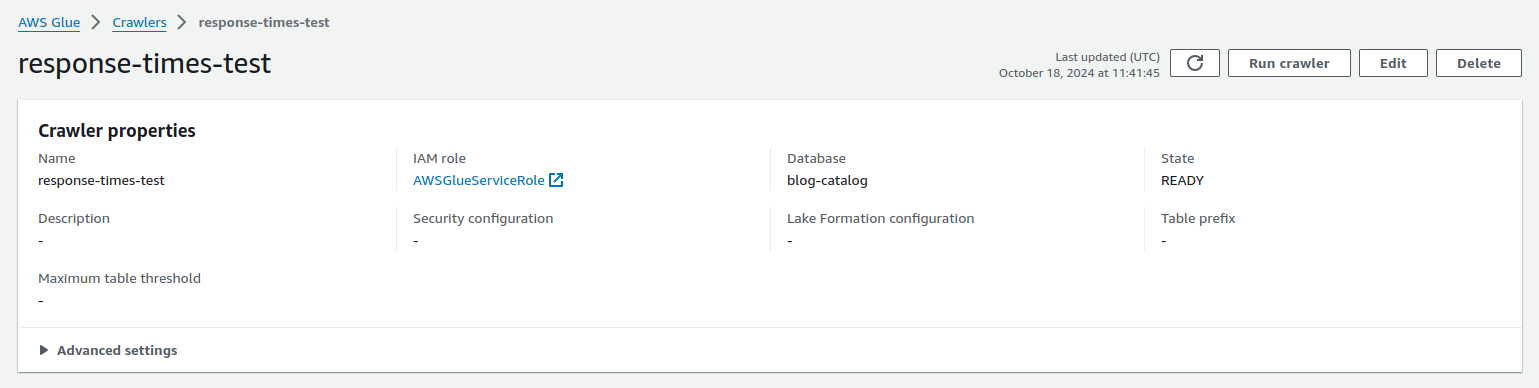 AWS Glue > Crawlers > response-times-test
response-times-test
Last updated (UTC)
October 18, 2024 at 11:41:45
Run crawler
Edit
Delete
Crawler properties
Name
response-times-test
IAM role
AWSGlueServiceRole
Database
blog-catalog
State
READY
Description
-
Security configuration
-
Lake Formation configuration
-
Table prefix
-
Maximum table threshold
-
Advanced settings